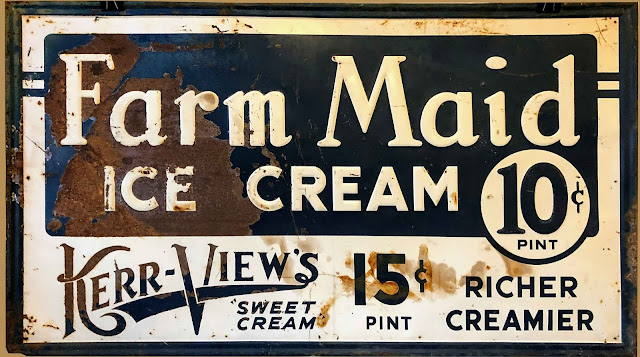 Farm Maid
ICE CREAM
10¢
PINT
KERR-VIEW'S
SWEET
CREAM
15¢
PINT
RICHER
CREAMIER